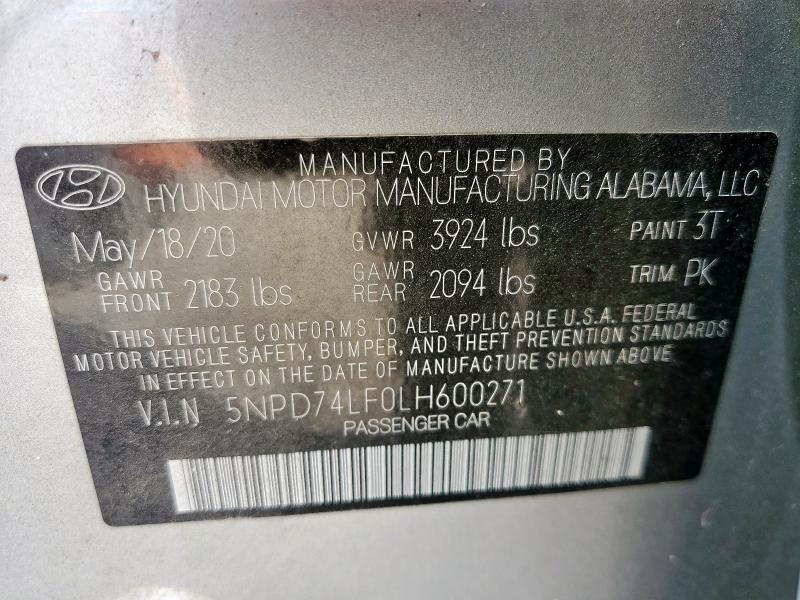 MANUFACTURED BY
HYUNDAI MOTOR MANUFACTURING ALABAMA, LLC
May/18/20 GVWR 3924 lbs PAINT 3T
GAWR FRONT 2183 lbs GAWR REAR 2094 lbs TRIM PK
THIS VEHICLE CONFORMS TO ALL APPLICABLE U.S.A. FEDERAL
MOTOR VEHICLE SAFETY, BUMPER, AND THEFT PREVENTION STANDARDS
IN EFFECT ON THE DATE OF MANUFACTURE SHOWN ABOVE
V.I.N 5NPD74LF0LH600271
PASSENGER CAR